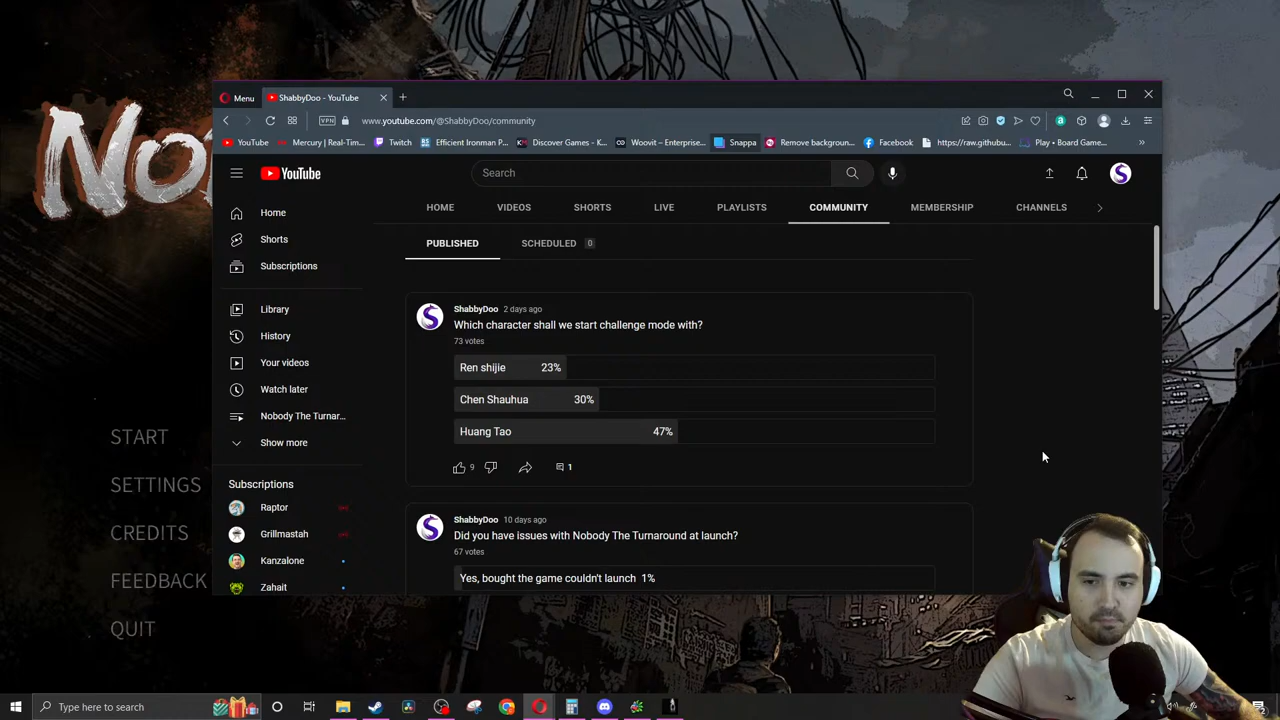 No
START
SETTINGS
CREDITS
FEEDBACK
QUIT
Menu
ShabbyDoo - YouTube
VPN
www.youtube.com/@ShabbyDoo/community
YouTube
Mercury | Real-Tim...
Twitch
Efficient Ironman P...
Discover Games - K...
Woovit – Enterprise...
Snappa
Remove backgroun...
Facebook
https://raw.githubu...
Play • Board Game...
YouTube
Search
Home
Shorts
Subscriptions
Library
History
Your videos
Watch later
Nobody The Turnar...
Show more
Subscriptions
Raptor
Grillmastah
Kanzalone
Zahait
HOME
VIDEOS
SHORTS
LIVE
PLAYLISTS
COMMUNITY
MEMBERSHIP
CHANNELS
PUBLISHED
SCHEDULED 0
ShabbyDoo 2 days ago
Which character shall we start challenge mode with?
73 votes
Ren shijie 23%
Chen Shauhua 30%
Huang Tao 47%
9
1
ShabbyDoo 10 days ago
Did you have issues with Nobody The Turnaround at launch?
67 votes
Yes, bought the game couldn't launch 1%
Type here to search